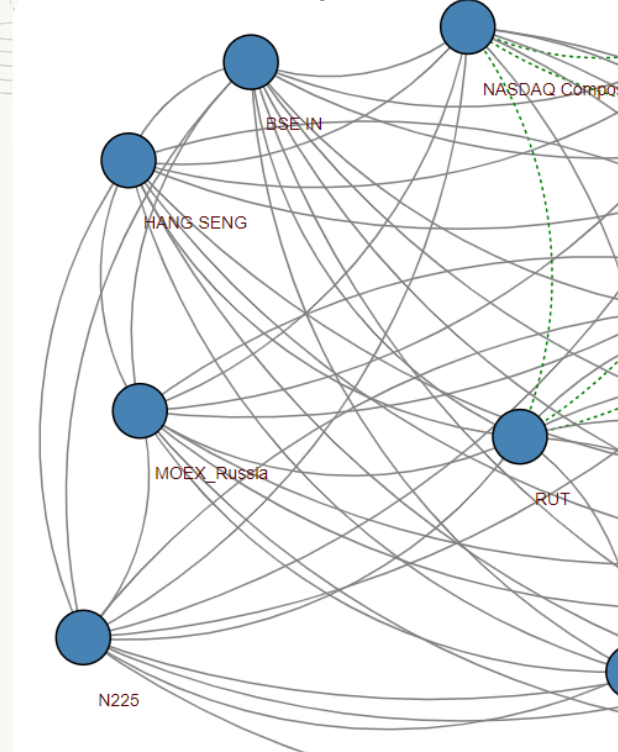 NASDAQ Compos
BSE IN
HANG SENG
MOEX_Russia
RUT
N225